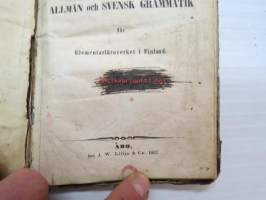 ALLMÄN och SVENSK GRAMMATIK
för
Elementarläroverket i Finland.
ÅBO,
hos J. W. Lillja & Co. 1857.